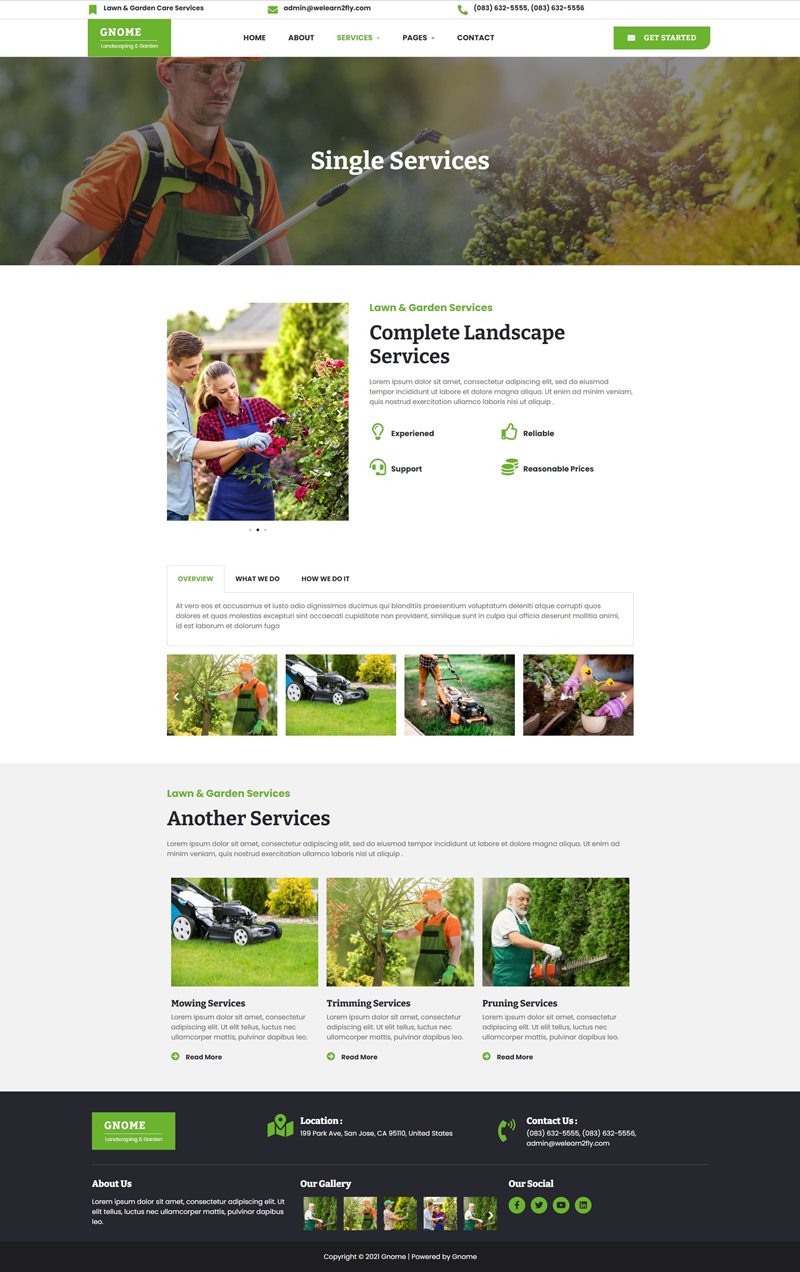 Lawn & Garden Care Services
admin@welearn2fly.com
(083) 632-5555, (083) 632-5556
GNOME
Landscoping & Garden
HOME
ABOUT
SERVICES
PAGES
CONTACT
GET STARTED
Single Services
Lawn & Garden Services
Complete Landscape
Services
Lorem ipsum dolor sit amet, consectetur adipiscing elit, sed do eiusmod
tempor incididunt ut labore et dolore magna aliqua. Ut enim ad minim veniam,
quis nostrud exercitation ullamco laboris nisi ut aliquip .
Experiened
Reliable
Support
Reasonable Prices
OVERVIEW
WHAT WE DO
HOW WE DO IT
At vero eos et accusamus et iusto odio dignissimos ducimus qui blanditiis praesentium voluptatum deleniti atque corrupti quos
dolores et quas molestias excepturi sint occaecati cupiditate non provident, similique sunt in culpa qui officia deserunt mollitia animi,
id est laborum et dolorum fuga
Lawn & Garden Services
Another Services
Lorem ipsum dolor sit amet, consectetur adipiscing elit, sed do eiusmod tempor incididunt ut labore et dolore magna aliqua. Ut enim ad
minim veniam, quis nostrud exercitation ullamco laboris nisi ut aliquip .
Mowing Services
Lorem ipsum dolor sit amet, consectetur
adipiscing elit. Ut elit tellus, luctus nec
ullamcorper mattis, pulvinar dapibus leo.
Read More
Trimming Services
Lorem ipsum dolor sit amet, consectetur
adipiscing elit. Ut elit tellus, luctus nec
ullamcorper mattis, pulvinar dapibus leo.
Read More
Pruning Services
Lorem ipsum dolor sit amet, consectetur
adipiscing elit. Ut elit tellus, luctus nec
ullamcorper mattis, pulvinar dapibus leo.
Read More
GNOME
Landscoping & Garden
Location :
199 Park Ave, San Jose, CA 95110, United States
Contact Us :
(083) 632-5555, (083) 632-5556,
admin@welearn2fly.com
About Us
Lorem ipsum dolor sit amet, consectetur adipiscing elit. Ut
elit tellus, luctus nec ullamcorper mattis, pulvinar dapibus
leo.
Our Gallery
Our Social
Copyright © 2021 Gnome | Powered by Gnome